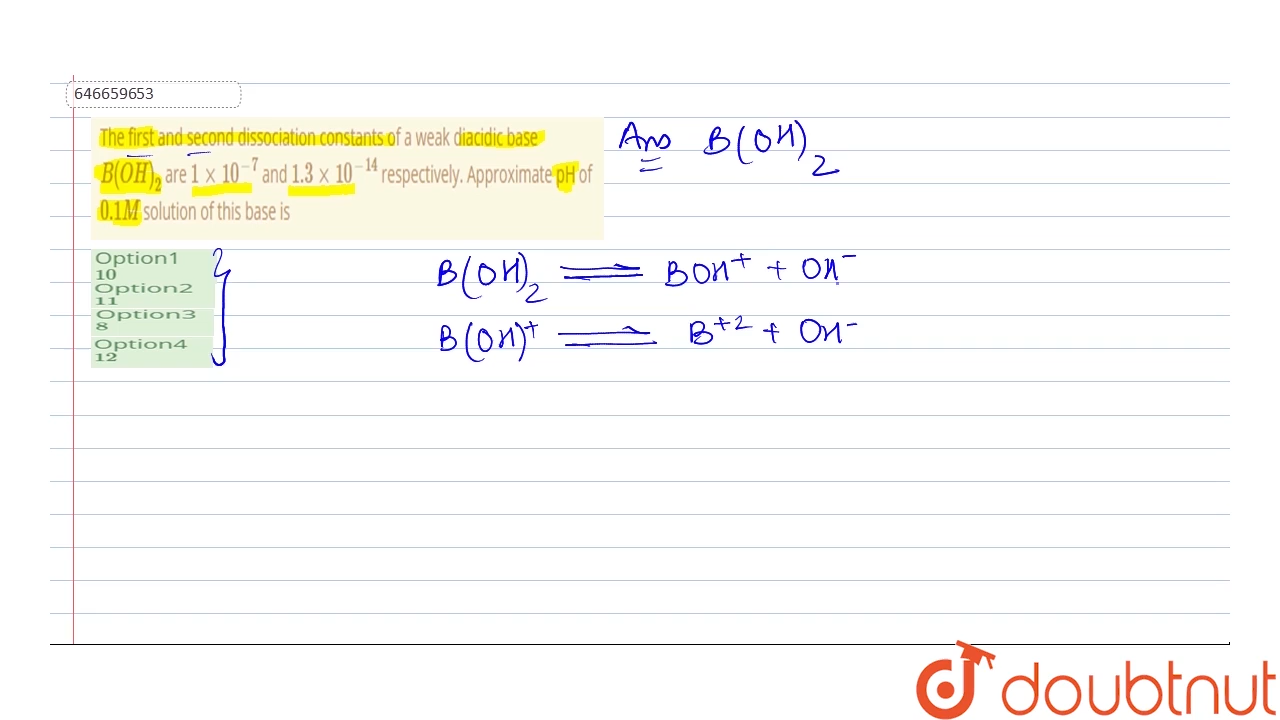 646659653
The first and second dissociation constants of a weak diacidic base
B(OH)₂ are 1 × 10⁻⁷ and 1.3 × 10⁻¹⁴ respectively. Approximate pH of
0.1M solution of this base is
Ans B(OH)₂
Option1
10
Option2
11
Option3
8
Option4
12
B(OH)₂ ⇌ BOH⁺ + OH⁻
B(OH)⁺ ⇌ B⁺² + OH⁻
doubtnut